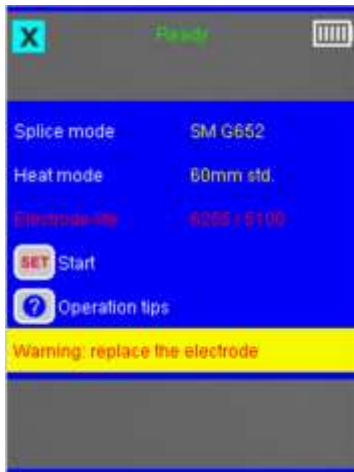 X
Ready
Splice mode SM G652
Heat mode 60mm std.
Electrode life 6255 / 5100
SET Start
? Operation tips
Warning: replace the electrode